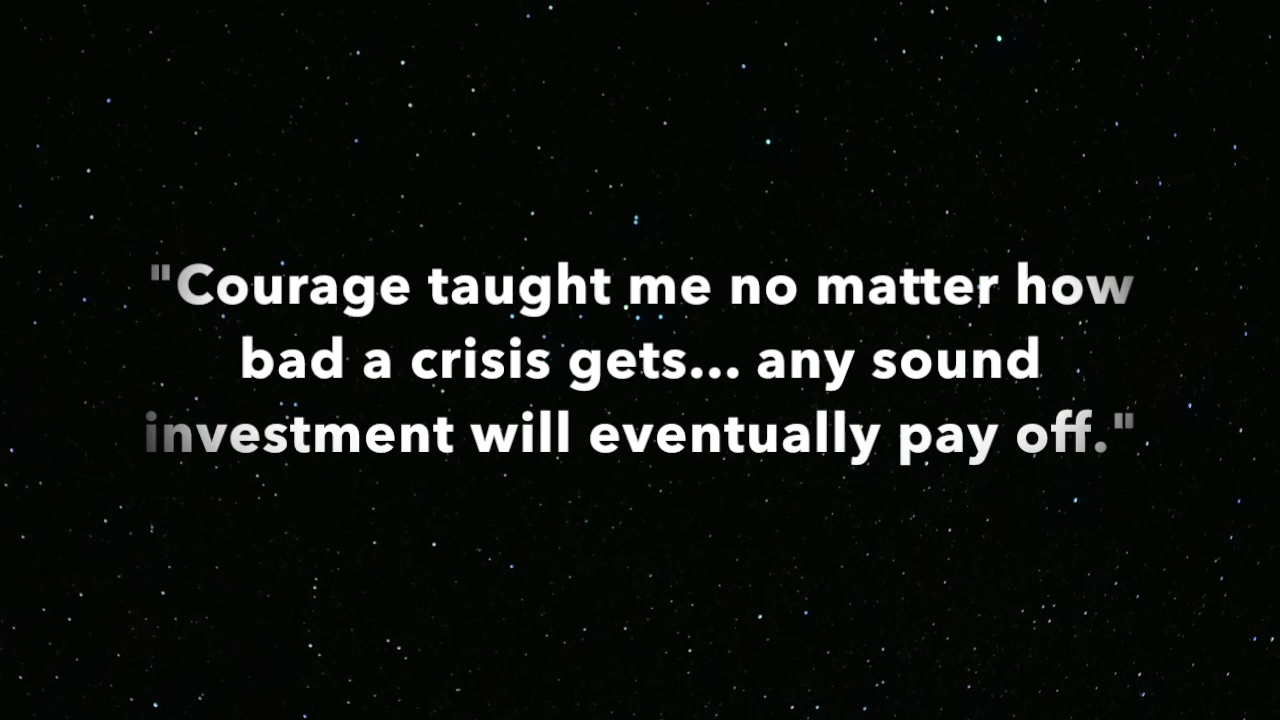 "Courage taught me no matter how
bad a crisis gets... any sound
investment will eventually pay off."